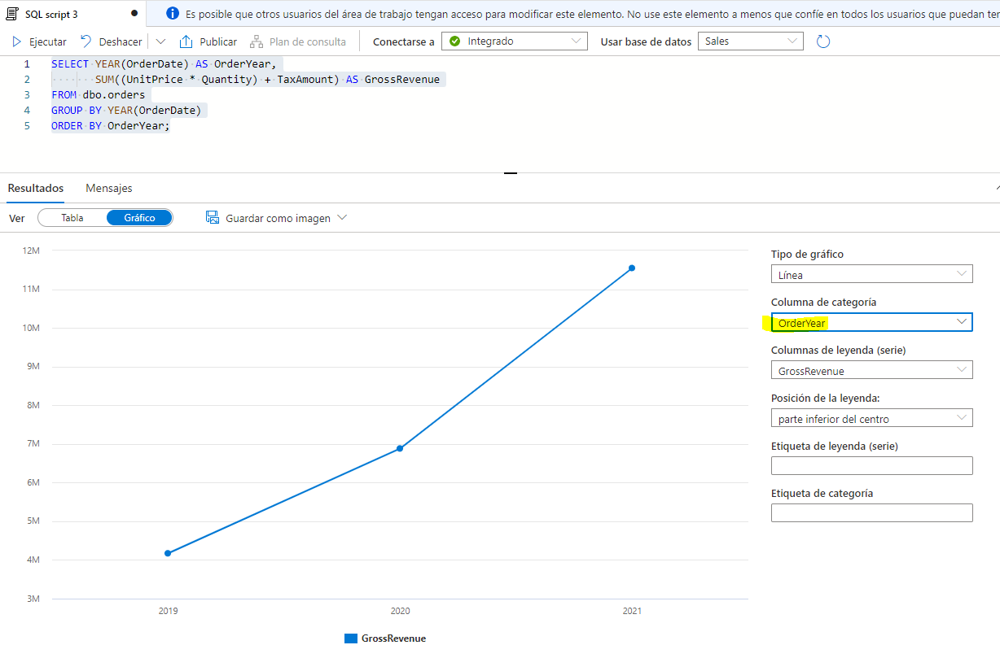 SQL script 3
Es posible que otros usuarios del área de trabajo tengan acceso para modificar este elemento. No use este elemento a menos que confíe en todos los usuarios que puedan ter
Ejecutar Deshacer Publicar Plan de consulta Conectarse a Integrado Usar base de datos Sales
1 SELECT YEAR(OrderDate) AS OrderYear,
2 SUM((UnitPrice * Quantity) + TaxAmount) AS GrossRevenue
3 FROM dbo.orders
4 GROUP BY YEAR(OrderDate)
5 ORDER BY OrderYear;
Resultados Mensajes
Ver Tabla Gráfico Guardar como imagen
12M
11M
10M
9M
8M
7M
6M
5M
4M
3M
2019 2020 2021
GrossRevenue
Tipo de gráfico
Línea
Columna de categoría
OrderYear
Columnas de leyenda (serie)
GrossRevenue
Posición de la leyenda:
parte inferior del centro
Etiqueta de leyenda (serie)
Etiqueta de categoría